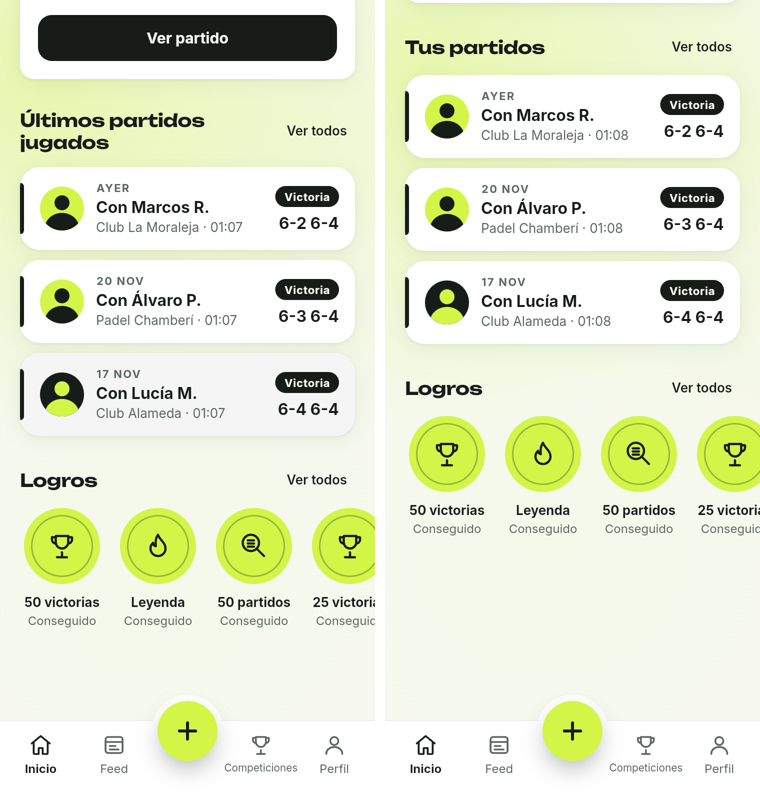 Ver partido
Últimos partidos
jugados
Ver todos
AYER
Con Marcos R.
Club La Moraleja · 01:07
Victoria
6-2 6-4
20 NOV
Con Álvaro P.
Padel Chamberí · 01:07
Victoria
6-3 6-4
17 NOV
Con Lucía M.
Club Alameda · 01:07
Victoria
6-4 6-4
Logros
Ver todos
50 victorias
Conseguido
Leyenda
Conseguido
50 partidos
Conseguido
25 victoria
Conseguido
Inicio
Feed
Competiciones
Perfil
Tus partidos
Ver todos
AYER
Con Marcos R.
Club La Moraleja · 01:08
Victoria
6-2 6-4
20 NOV
Con Álvaro P.
Padel Chamberí · 01:08
Victoria
6-3 6-4
17 NOV
Con Lucía M.
Club Alameda · 01:08
Victoria
6-4 6-4
Logros
Ver todos
50 victorias
Conseguido
Leyenda
Conseguido
50 partidos
Conseguido
25 victoria
Conseguid
Inicio
Feed
Competiciones
Perfil